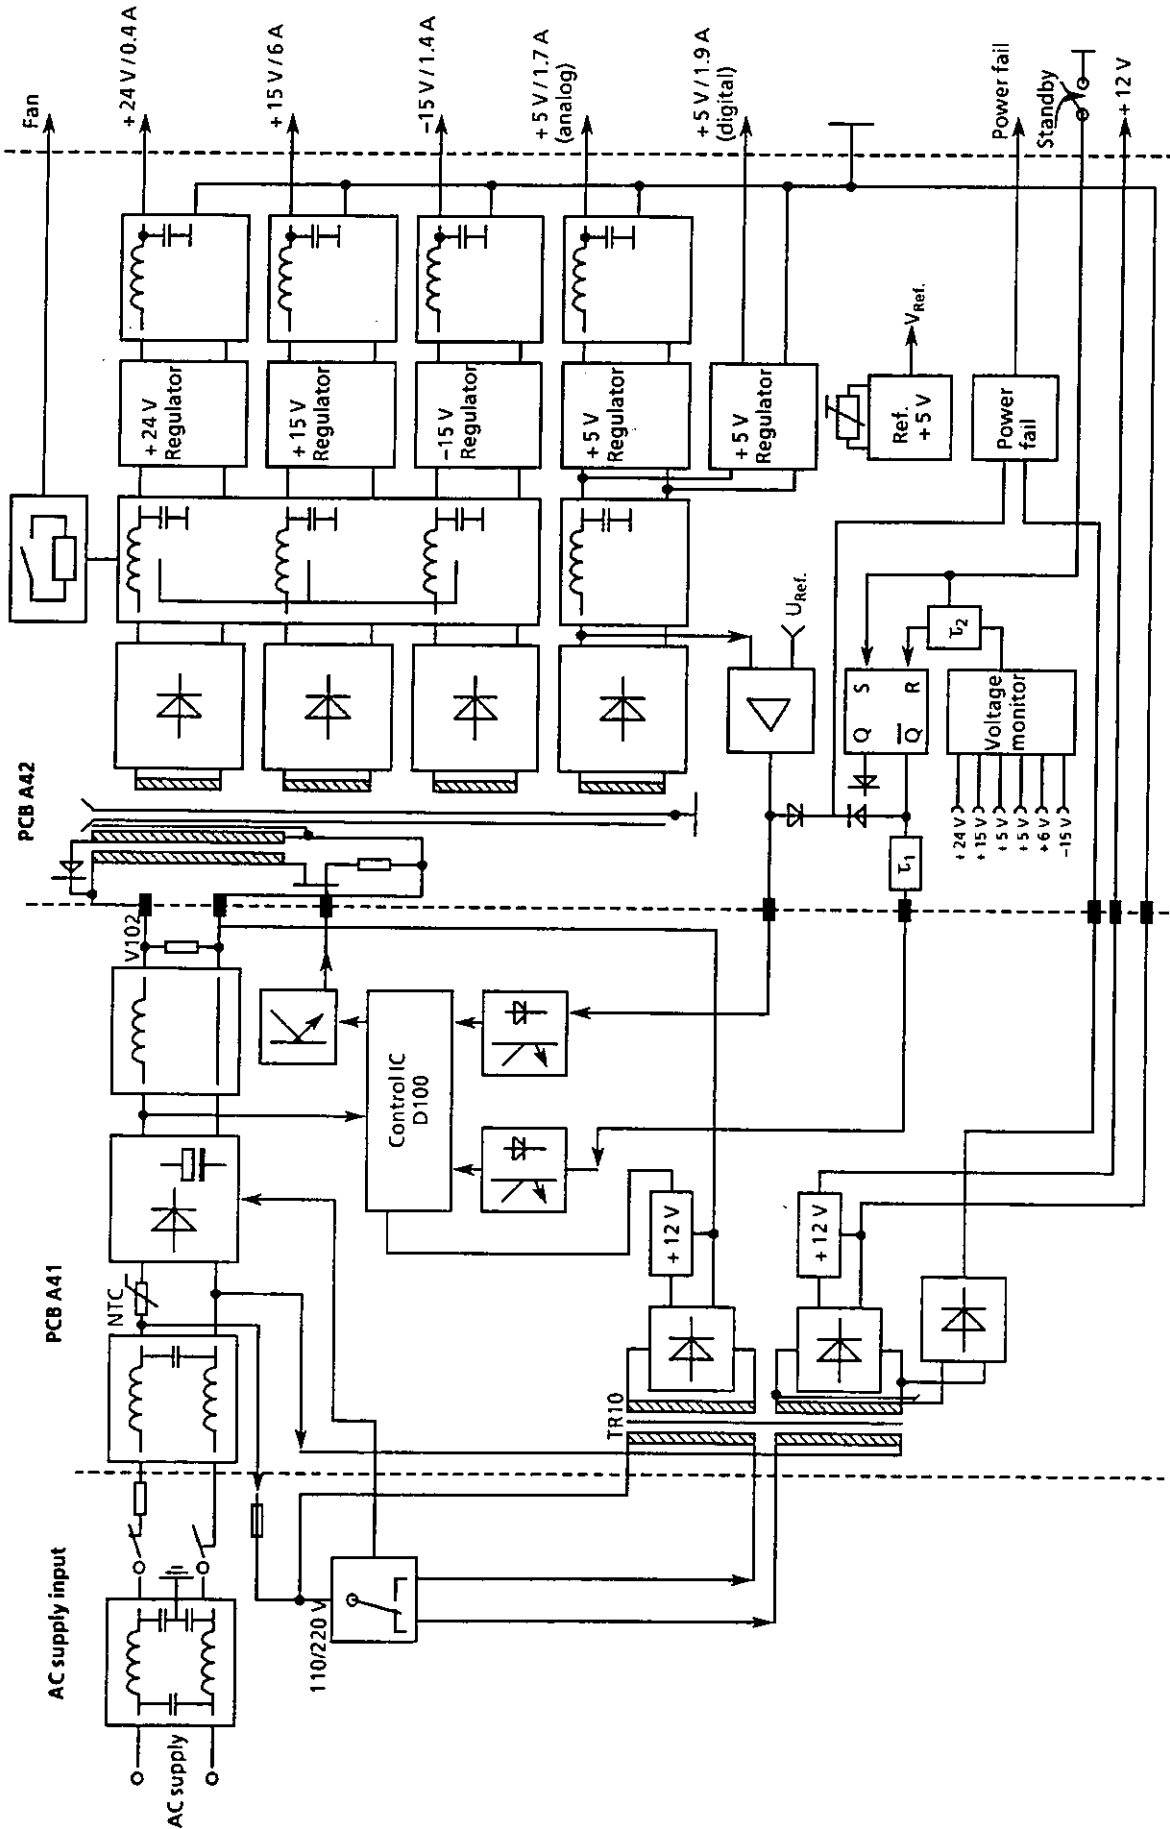 AC supply input
PCB A41
PCB A42
AC supply
110/220 V
NTC
V102
TR10
Control IC
D100
+12 V
+12 V
+24 V
Regulator
+15 V
Regulator
-15 V
Regulator
+5 V
Regulator
+5 V
Regulator
Ref.
+5 V
VRef.
Power
fail
URef.
Q S
Q̅ R
τ1
τ2
Voltage
monitor
+24 V
+15 V
+5 V
+5 V
+6 V
-15 V
Fan
+24 V/0.4 A
+15 V/6 A
-15 V/1.4 A
+5 V/1.7 A
(analog)
+5 V/1.9 A
(digital)
Power fail
Standby
+12 V